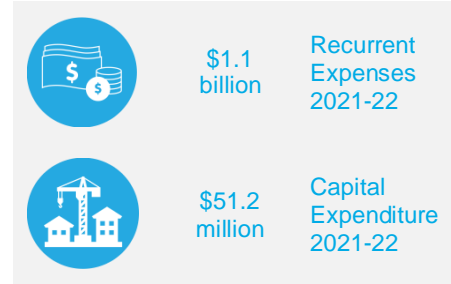 $1.1
billion
Recurrent
Expenses
2021-22
$51.2
million
Capital
Expenditure
2021-22